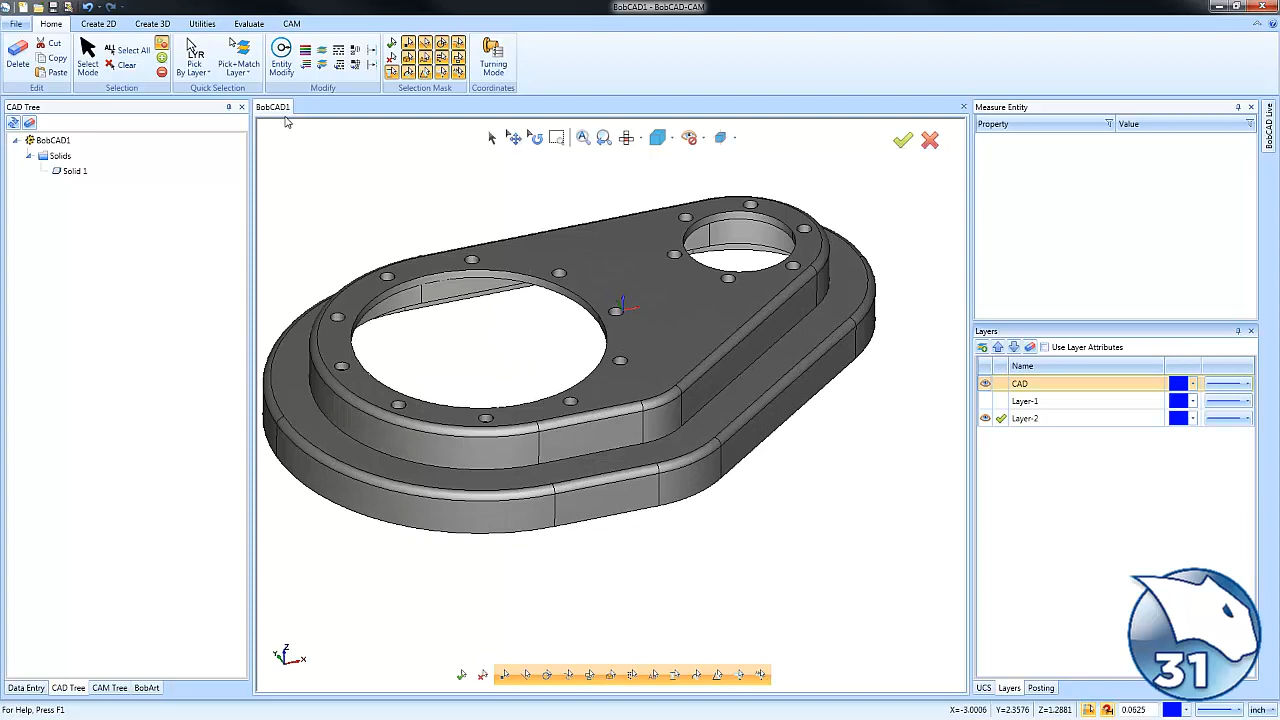 BobCAD1 - BobCAD-CAM
File Home Create 2D Create 3D Utilities Evaluate CAM
Delete Cut Copy Paste Edit
Select Mode Select All Clear Selection
LYR Pick By Layer Pick+Match Layer Quick Selection
Entity Modify Modify
Selection Mask
Turning Mode Coordinates
CAD Tree
BobCAD1
Solids
Solid 1
BobCAD1
Measure Entity
Property Value
BobCAD Live
Layers
Use Layer Attributes
Name
CAD
Layer-1
Layer-2
Z
Y
X
31
Data Entry CAD Tree CAM Tree BobArt
UCS Layers Posting
For Help, Press F1
X=-3.0006 Y=2.3576 Z=1.2881 0.0625 inch